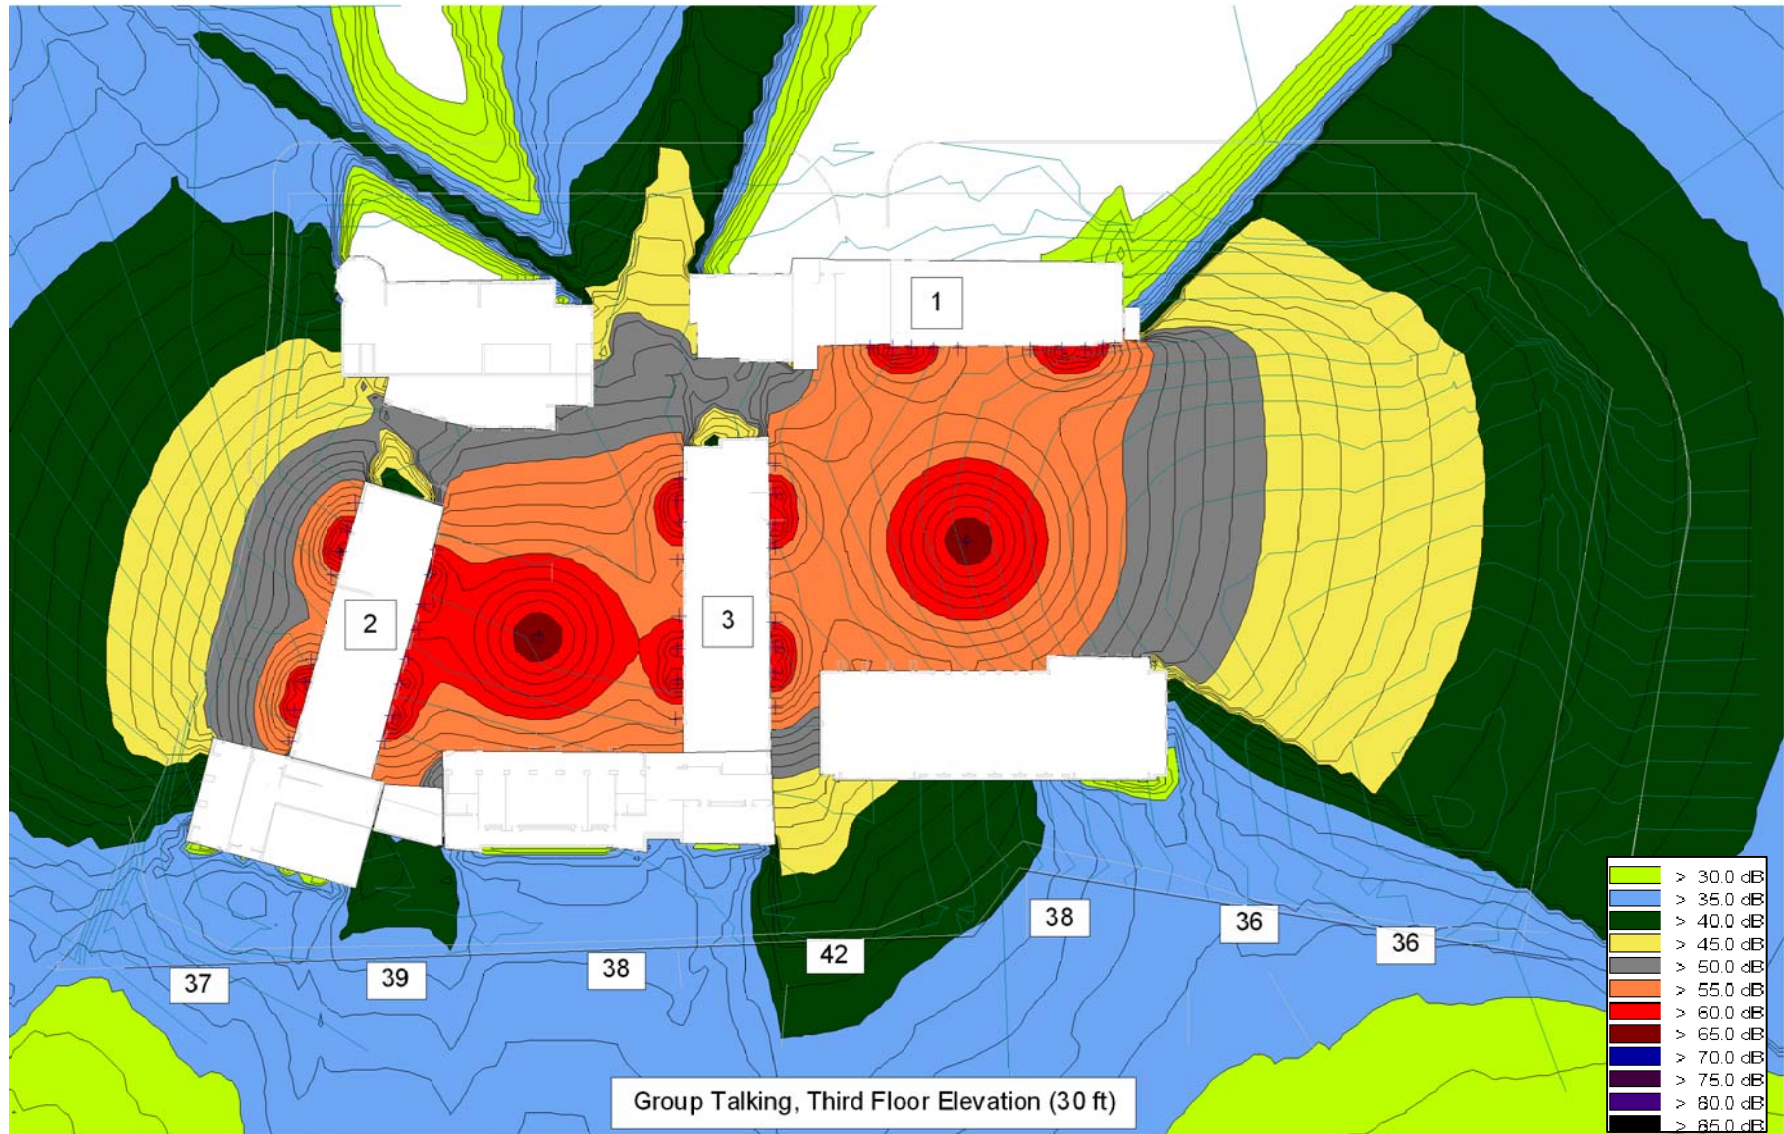 1
2
3
37
39
38
42
38
36
36
> 30.0 dB
> 35.0 dB
> 40.0 dB
> 45.0 dB
> 50.0 dB
> 55.0 dB
> 60.0 dB
> 65.0 dB
> 70.0 dB
> 75.0 dB
> 80.0 dB
> 85.0 dB
Group Talking, Third Floor Elevation (30 ft)